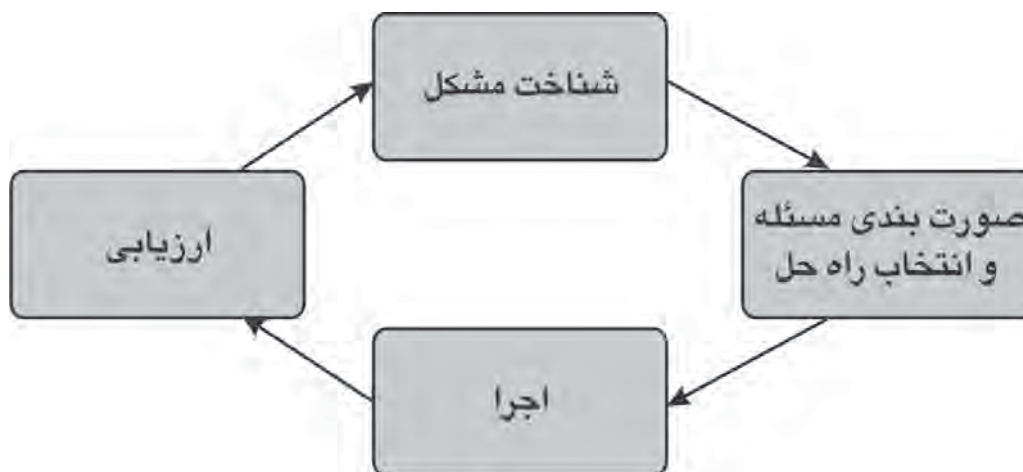 شناخت مشکل
صورت بندی مسئله
و انتخاب راه حل
اجرا
ارزیابی